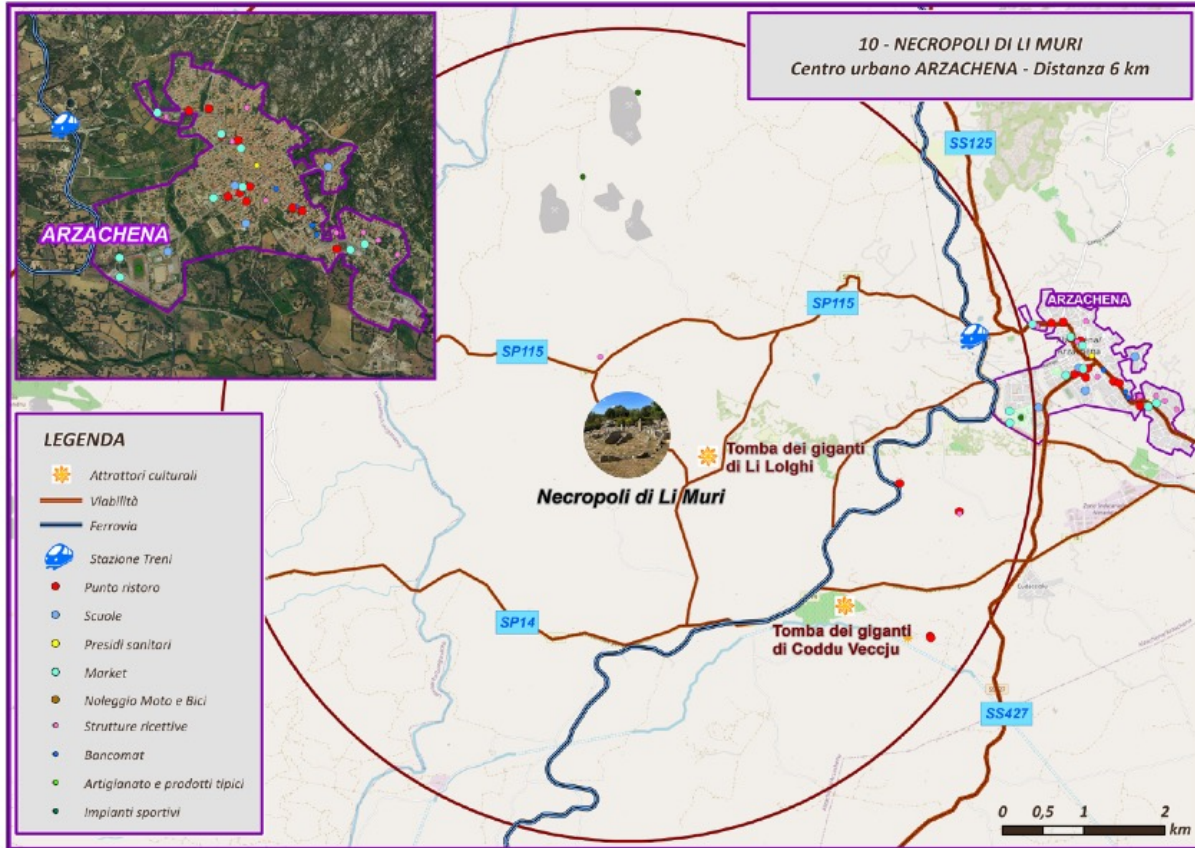 10 - NECROPOLI DI LI MURI
Centro urbano ARZACHENA - Distanza 6 km
ARZACHENA
SS125
SP115
ARZACHENA
SP115
Arzachena
Tomba dei giganti
di Li Lolghi
Necropoli di Li Muri
SP14
Tomba dei giganti
di Coddu Veccju
SS427
LEGENDA
Attrattori culturali
Viabilità
Ferrovia
Stazione Treni
Punto ristoro
Scuole
Presidi sanitari
Market
Noleggio Moto e Bici
Strutture ricettive
Bancomat
Artigianato e prodotti tipici
Impianti sportivi
0 0,5 1 2
km